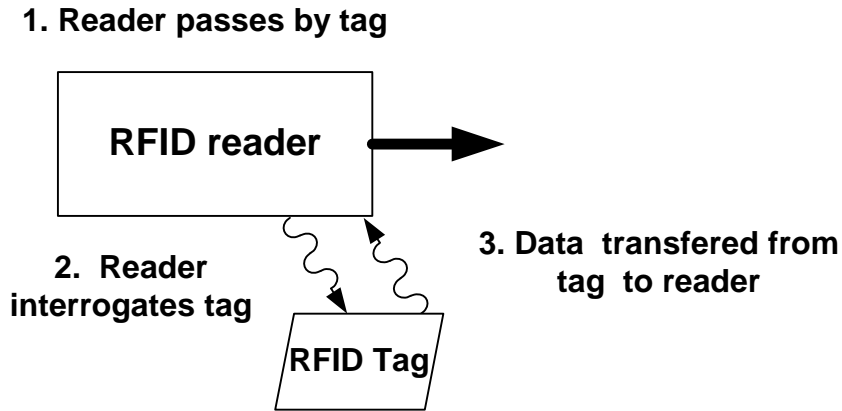 1. Reader passes by tag
RFID reader
2. Reader
interrogates tag
3. Data transfered from
tag to reader
RFID Tag